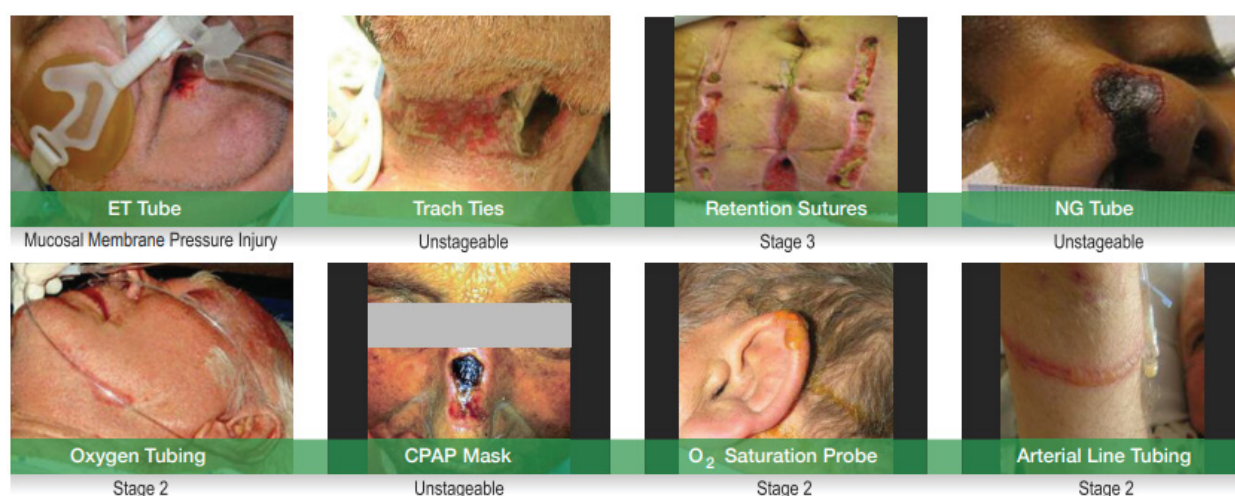 ET Tube
Trach Ties
Retention Sutures
NG Tube
Mucosal Membrane Pressure Injury
Unstageable
Stage 3
Unstageable
Oxygen Tubing
CPAP Mask
O₂ Saturation Probe
Arterial Line Tubing
Stage 2
Unstageable
Stage 2
Stage 2